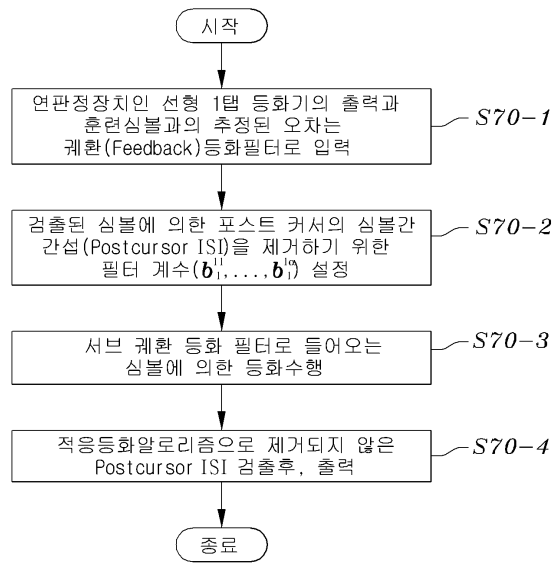 시작
연판정장치인 선형 1탭 등화기의 출력과
훈련심볼과의 추정된 오차는
궤환(Feedback)등화필터로 입력
S70-1
검출된 심볼에 의한 포스트 커서의 심볼간
간섭(Postcursor ISI)을 제거하기 위한
필터 계수(b₁¹¹,...,b₁¹ᵅ) 설정
S70-2
서브 궤환 등화 필터로 들어오는
심볼에 의한 등화수행
S70-3
적응등화알고리즘으로 제거되지 않은
Postcursor ISI 검출후, 출력
S70-4
종료